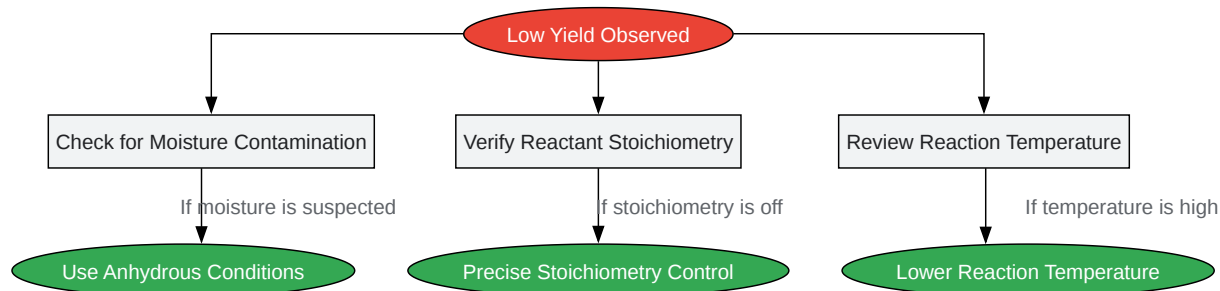 Low Yield Observed
Check for Moisture Contamination
Verify Reactant Stoichiometry
Review Reaction Temperature
If moisture is suspected
If stoichiometry is off
If temperature is high
Use Anhydrous Conditions
Precise Stoichiometry Control
Lower Reaction Temperature